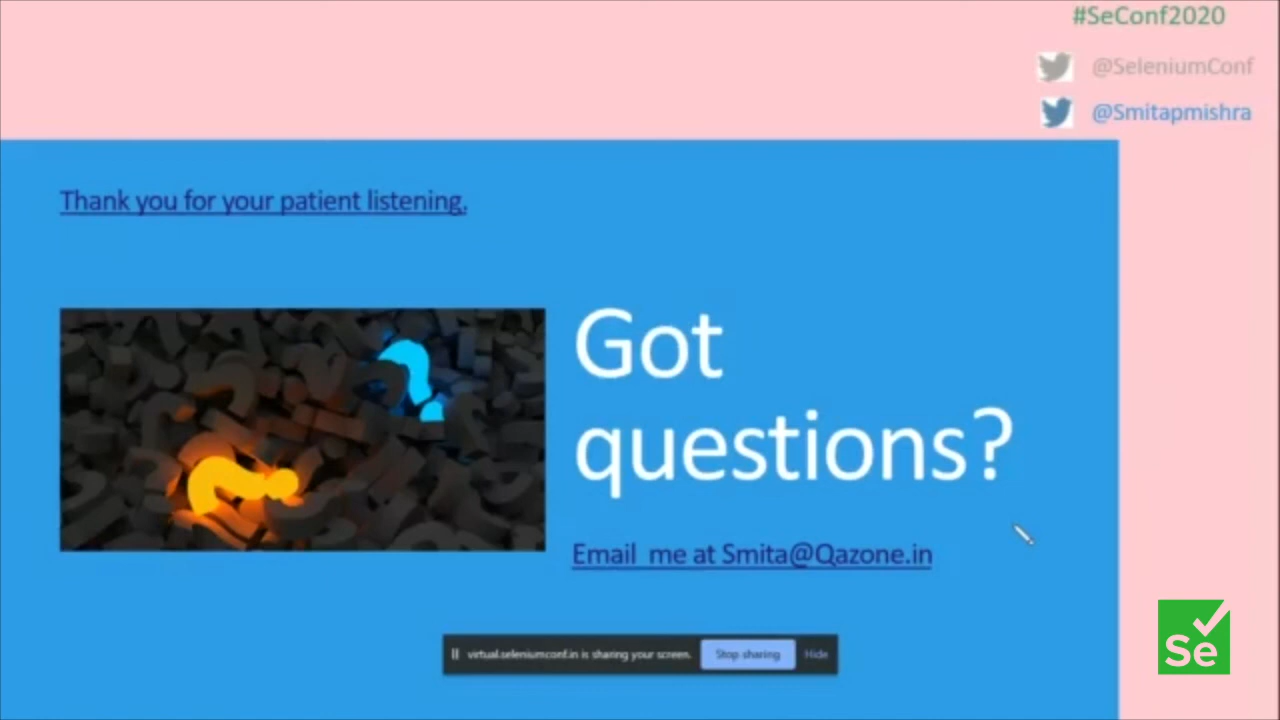 #SeConf2020
@SeleniumConf
@Smitapmishra
Thank you for your patient listening.
Got
questions?
Email me at Smita@Qazone.in
virtual.seleniumconf.in is sharing your screen.
Stop sharing
Hide
Se